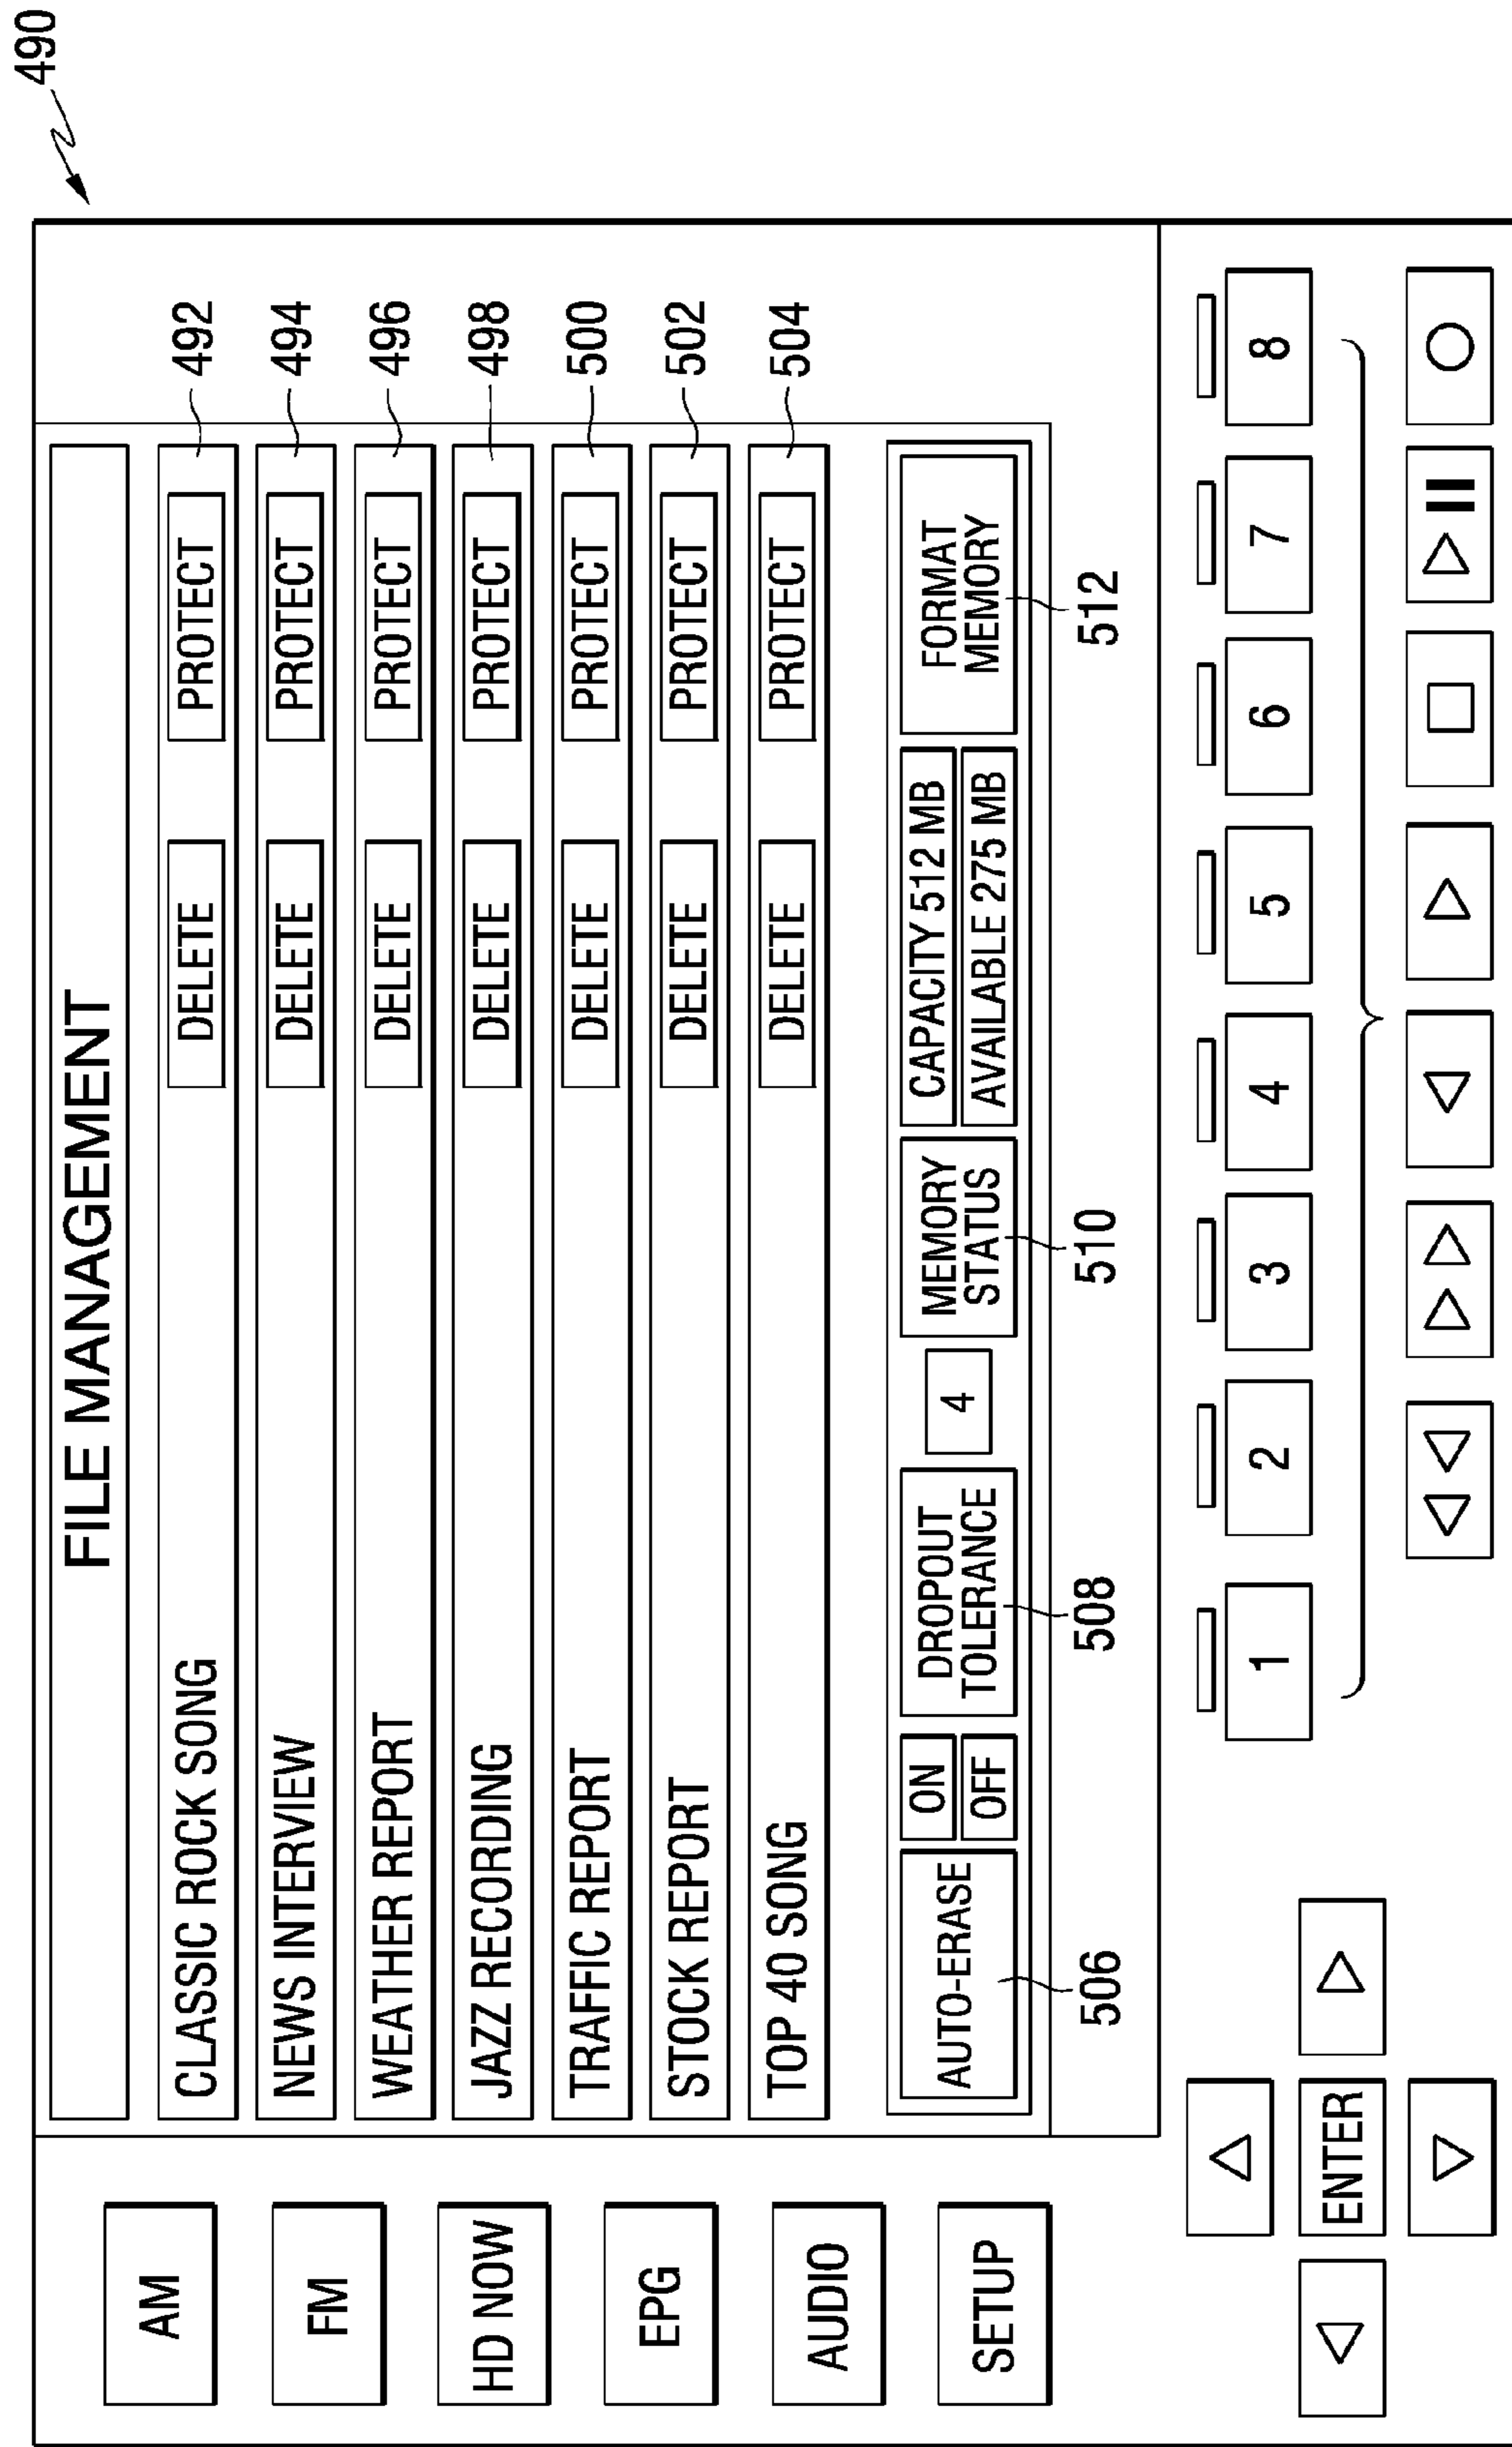 490
FILE MANAGEMENT
CLASSIC ROCK SONG DELETE PROTECT 492
NEWS INTERVIEW DELETE PROTECT 494
WEATHER REPORT DELETE PROTECT 496
JAZZ RECORDING DELETE PROTECT 498
TRAFFIC REPORT DELETE PROTECT 500
STOCK REPORT DELETE PROTECT 502
TOP 40 SONG DELETE PROTECT 504
AUTO-ERASE
ON
OFF
DROPOUT
TOLERANCE
4
MEMORY
STATUS
CAPACITY 512 MB
AVAILABLE 275 MB
FORMAT
MEMORY
506 508 510 512
AM
FM
HD NOW
EPG
AUDIO
SETUP
ENTER
1 2 3 4 5 6 7 8